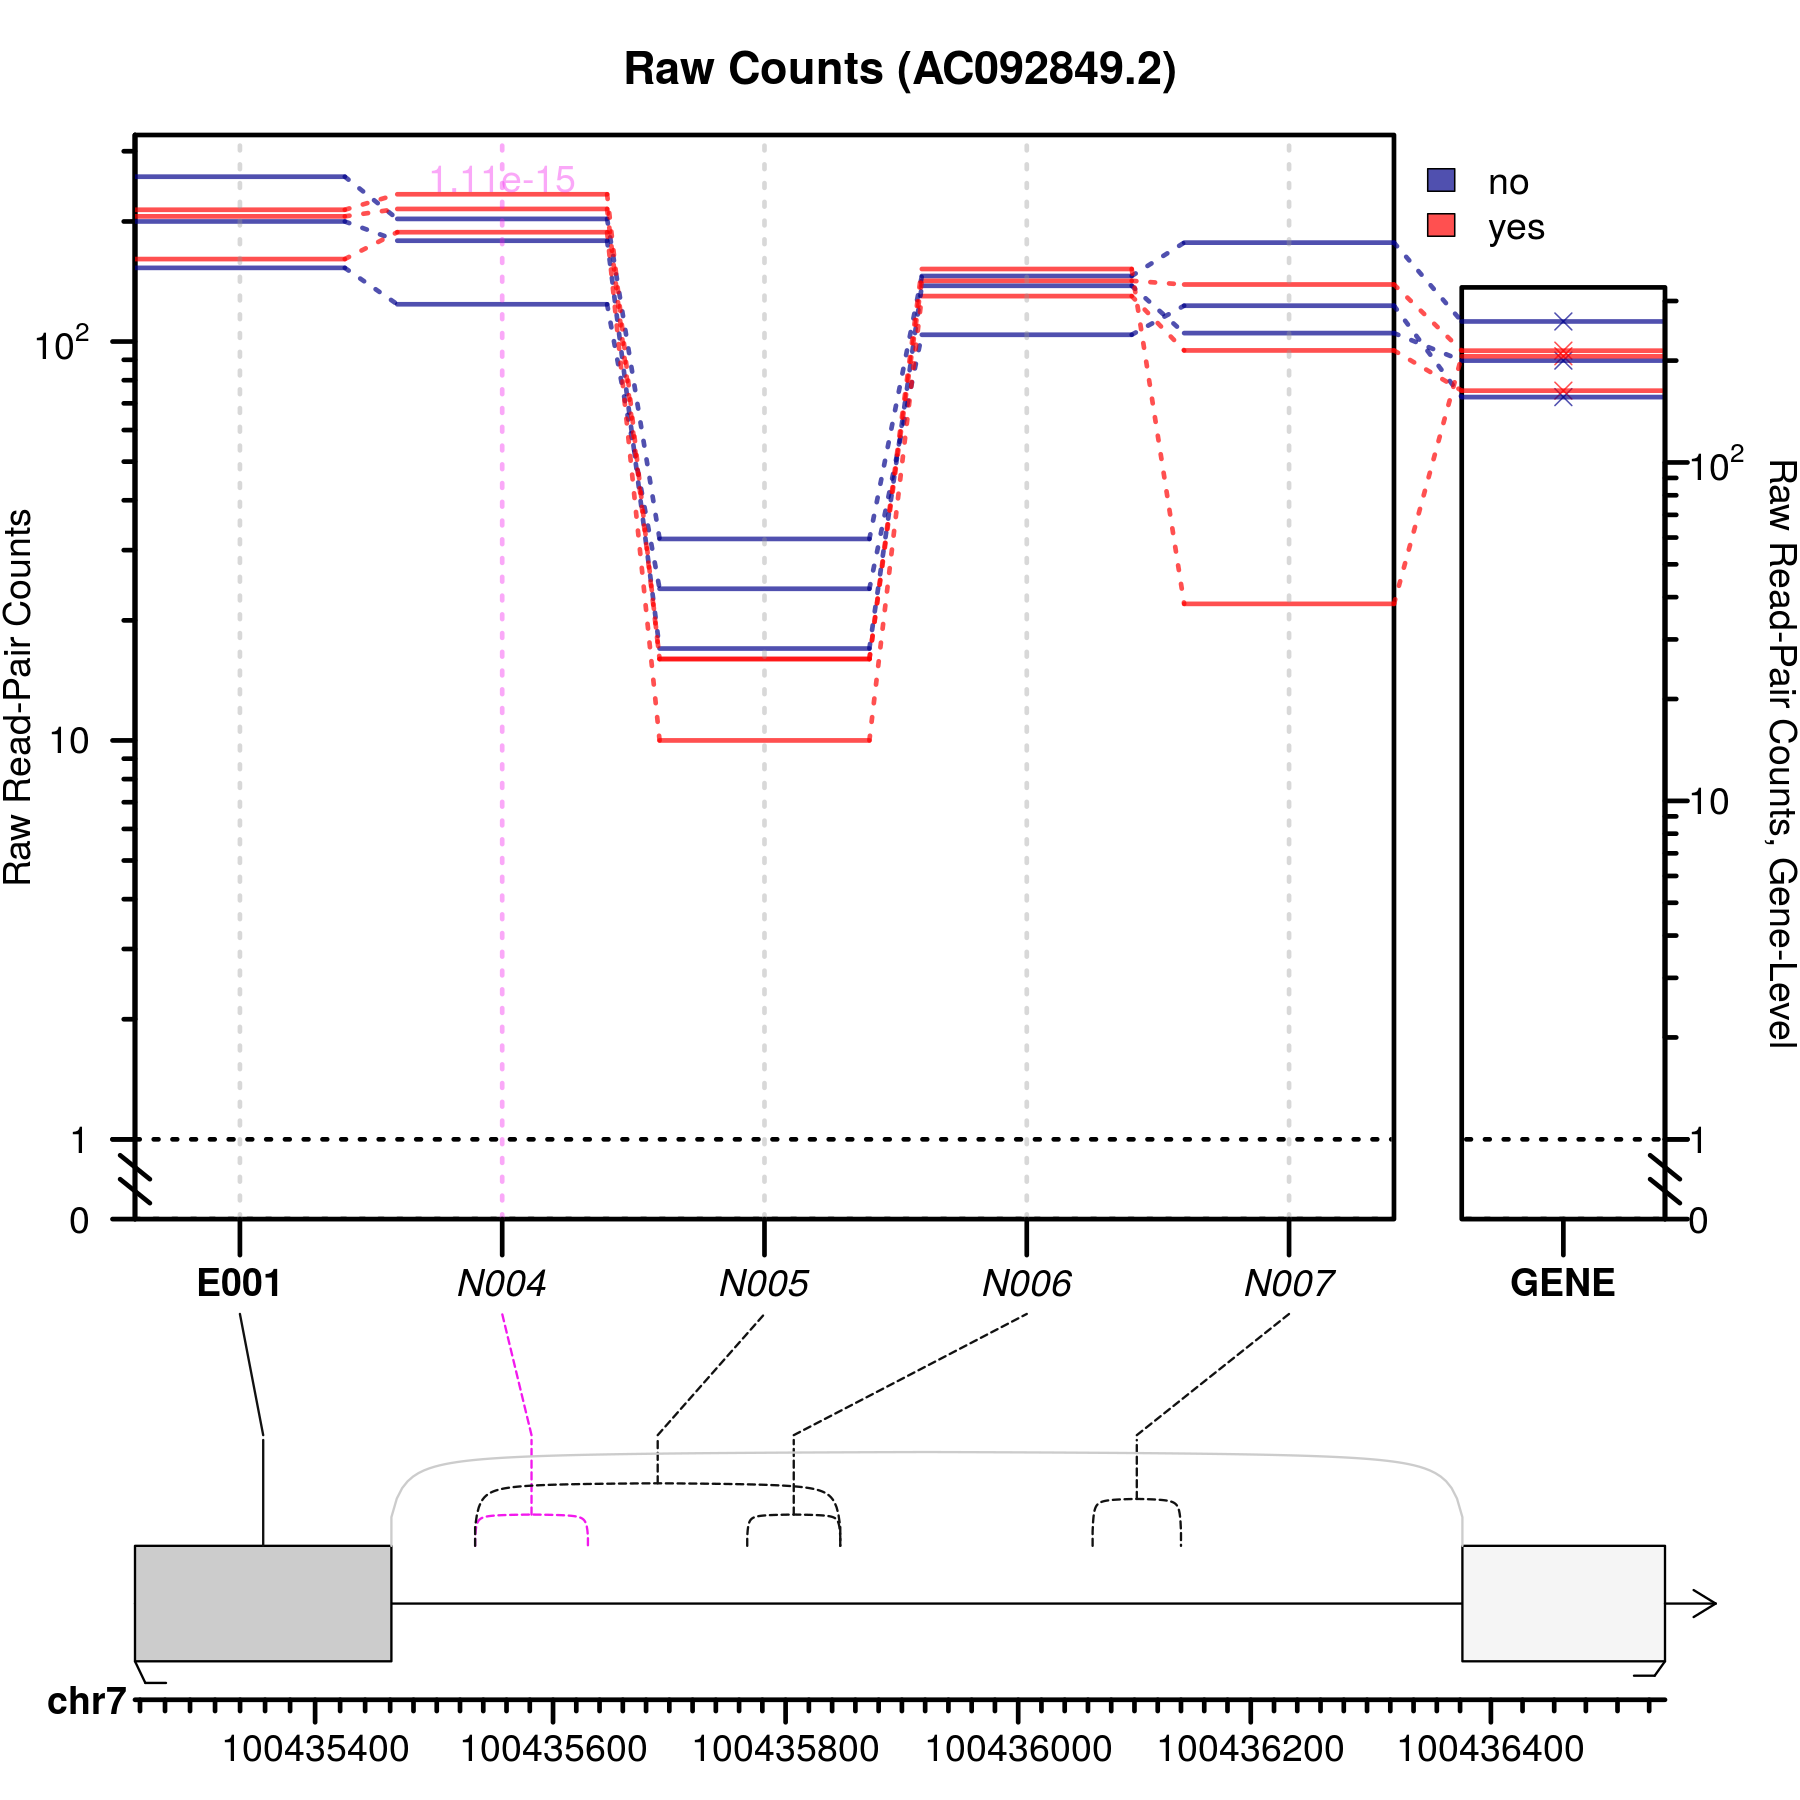 Raw Counts (AC092849.2)
1.11e-15
no
yes
Raw Read-Pair Counts
10²
10
1
0
10²
10
1
0
Raw Read-Pair Counts, Gene-Level
E001 N004 N005 N006 N007 GENE
chr7
100435400 100435600 100435800 100436000 100436200 100436400